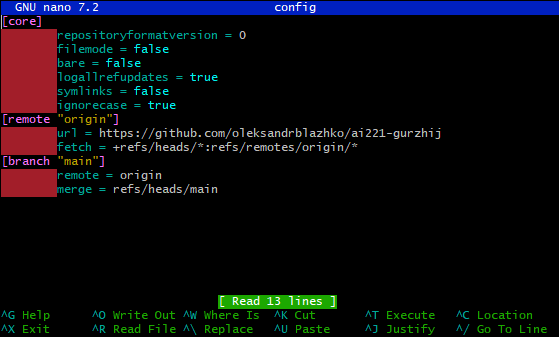 GNU nano 7.2 config
[core]
repositoryformatversion = 0
filemode = false
bare = false
logallrefupdates = true
symlinks = false
ignorecase = true
[remote "origin"]
url = https://github.com/oleksandrblazhko/ai221-gurzhij
fetch = +refs/heads/*:refs/remotes/origin/*
[branch "main"]
remote = origin
merge = refs/heads/main
[ Read 13 lines ]
^G Help ^O Write Out ^W Where Is ^K Cut ^T Execute ^C Location
^X Exit ^R Read File ^\ Replace ^U Paste ^J Justify ^/ Go To Line